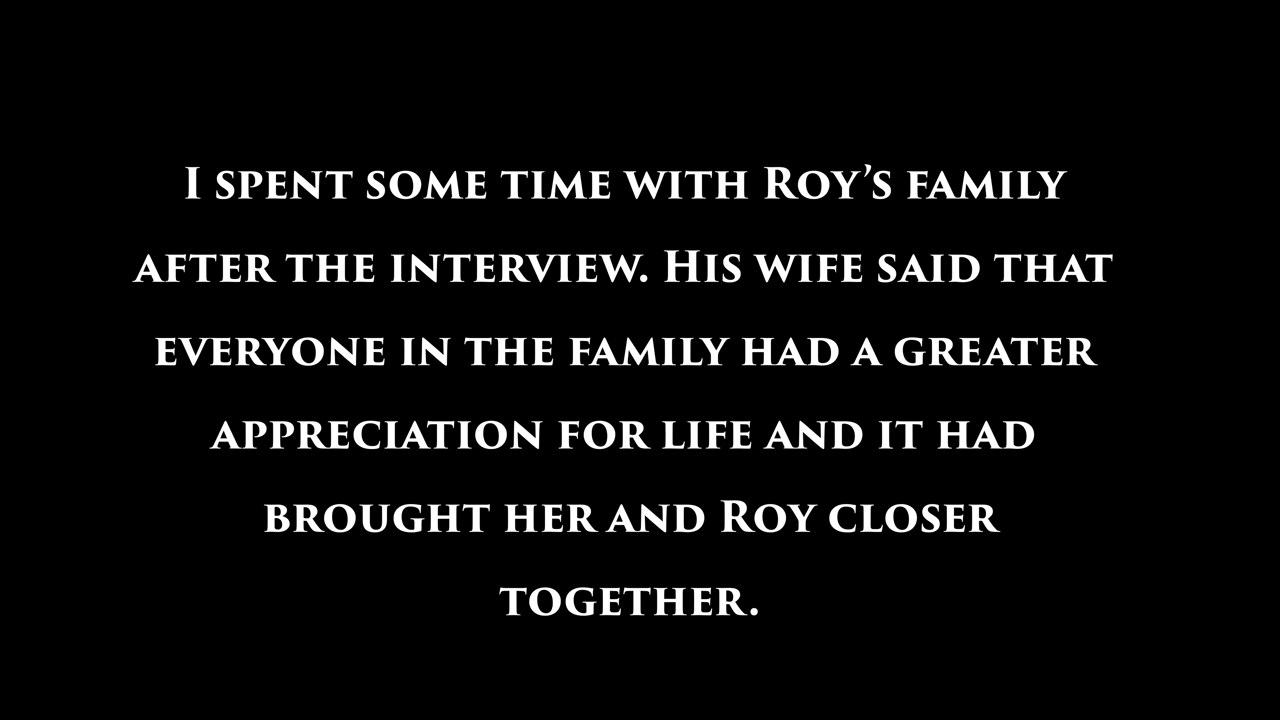 I spent some time with Roy’s family
after the interview. His wife said that
everyone in the family had a greater
appreciation for life and it had
brought her and Roy closer
together.